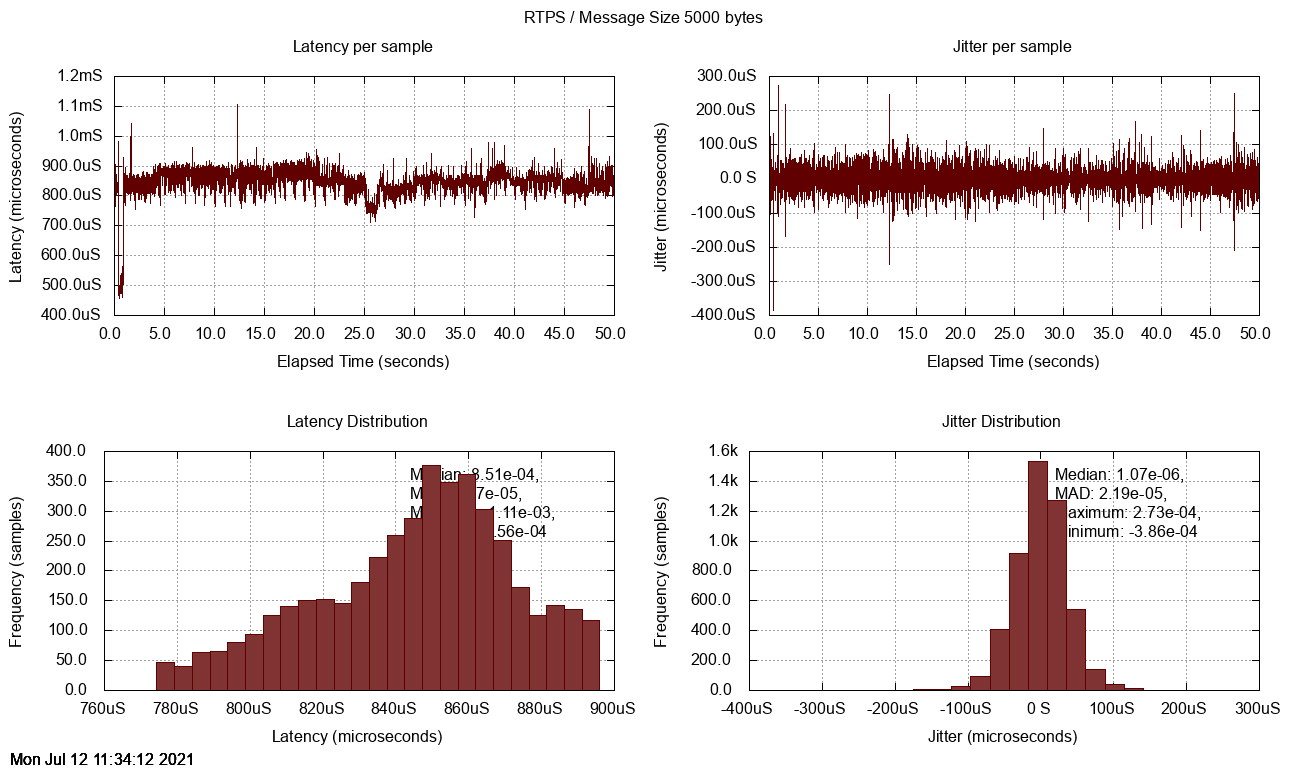 RTPS / Message Size 5000 bytes
Latency per sample
Latency (microseconds)
1.2mS
1.1mS
1.0mS
900.0uS
800.0uS
700.0uS
600.0uS
500.0uS
400.0uS
0.0 5.0 10.0 15.0 20.0 25.0 30.0 35.0 40.0 45.0 50.0
Elapsed Time (seconds)
Jitter per sample
Jitter (microseconds)
300.0uS
200.0uS
100.0uS
0.0 S
-100.0uS
-200.0uS
-300.0uS
-400.0uS
0.0 5.0 10.0 15.0 20.0 25.0 30.0 35.0 40.0 45.0 50.0
Elapsed Time (seconds)
Latency Distribution
Frequency (samples)
400.0
350.0
300.0
250.0
200.0
150.0
100.0
50.0
0.0
Median: 8.51e-04,
7e-05,
1.11e-03,
.56e-04
760uS 780uS 800uS 820uS 840uS 860uS 880uS 900uS
Latency (microseconds)
Jitter Distribution
Frequency (samples)
1.6k
1.4k
1.2k
1.0k
800.0
600.0
400.0
200.0
0.0
Median: 1.07e-06,
MAD: 2.19e-05,
Maximum: 2.73e-04,
Minimum: -3.86e-04
-400uS -300uS -200uS -100uS 0 S 100uS 200uS 300uS
Jitter (microseconds)
Mon Jul 12 11:34:12 2021